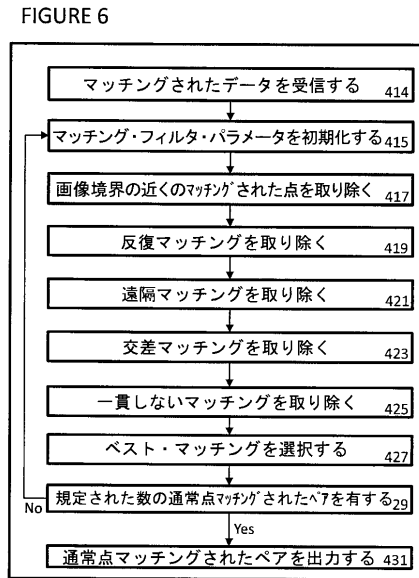 FIGURE 6
マッチングされたデータを受信する 414
マッチング・フィルタ・パラメータを初期化する 415
画像境界の近くのマッチングされた点を取り除く 417
反復マッチングを取り除く 419
遠隔マッチングを取り除く 421
交差マッチングを取り除く 423
一貫しないマッチングを取り除く 425
ベスト・マッチングを選択する 427
規定された数の通常点マッチングされたペアを有する 29
No
Yes
通常点マッチングされたペアを出力する 431